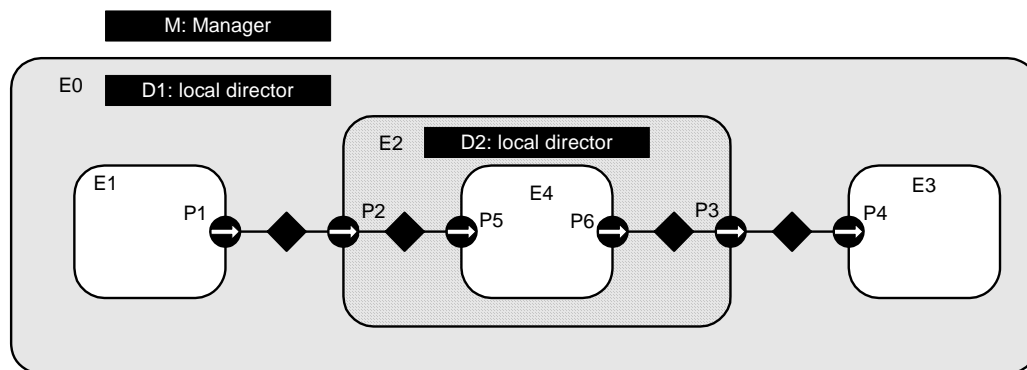 M: Manager
E0
D1: local director
E2
D2: local director
E1
E4
E3
P1
P2
P5
P6
P3
P4